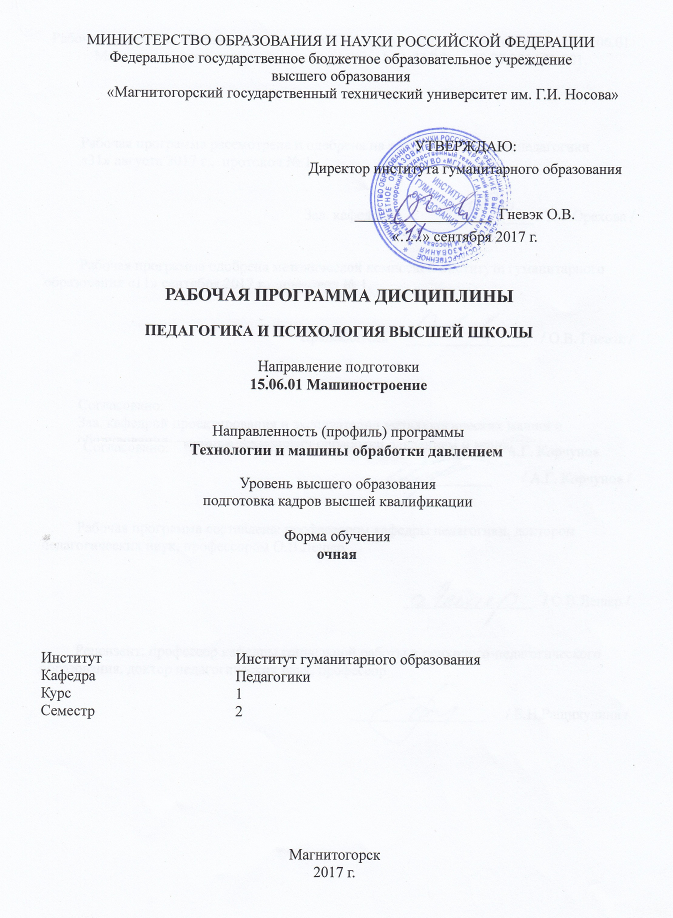 МИНИСТЕРСТВО ОБРАЗОВАНИЯ И НАУКИ РОССИЙСКОЙ ФЕДЕРАЦИИ
Федеральное государственное бюджетное образовательное учреждение
высшего образования
«Магнитогорский государственный технический университет им. Г.И. Носова»
УТВЕРЖДАЮ:
Директор института гуманитарного образования
ИНСТИТУТ
ГУМАНИТАРНОГО
ОБРАЗОВАНИЯ
Гневэк О.В.
«11» сентября 2017 г.
РАБОЧАЯ ПРОГРАММА ДИСЦИПЛИНЫ
ПЕДАГОГИКА И ПСИХОЛОГИЯ ВЫСШЕЙ ШКОЛЫ
Направление подготовки
15.06.01 Машиностроение
Направленность (профиль) программы
Технологии и машины обработки давлением
Уровень высшего образования
подготовка кадров высшей квалификации
Форма обучения
очная
Институт Институт гуманитарного образования
Кафедра Педагогики
Курс 1
Семестр 2
Магнитогорск
2017 г.